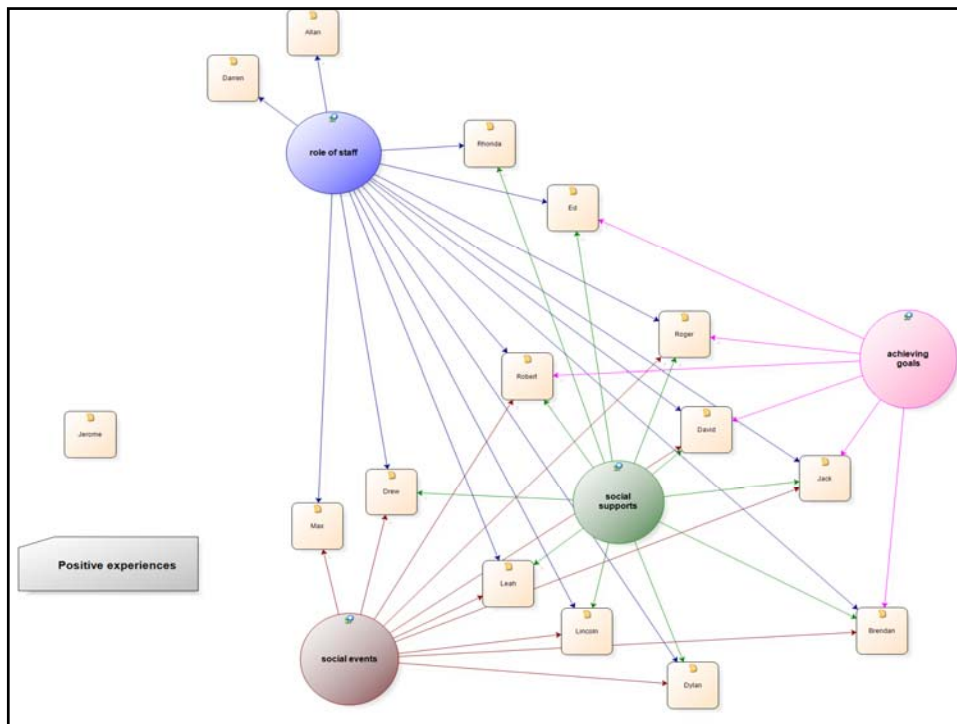 Allan
Darren
role of staff
Rhonda
Ed
Roger
achieving
goals
Robert
David
Jerome
Drew
Jack
social
supports
Max
Positive experiences
Leah
Lincoln
Brendan
social events
Dylan